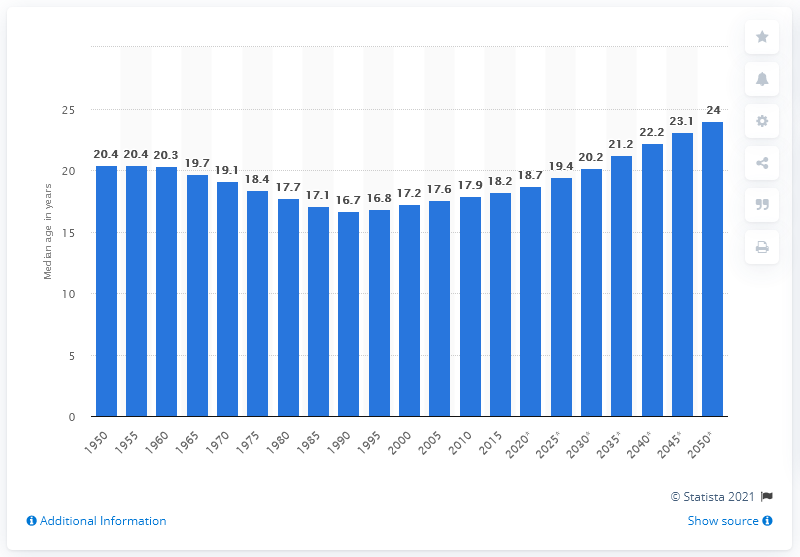 Median age in years
25
20
15
10
5
0
20.4 20.4 20.3 19.7 19.1 18.4 17.7 17.1 16.7 16.8 17.2 17.6 17.9 18.2 18.7 19.4 20.2 21.2 22.2 23.1 24
1950 1955 1960 1965 1970 1975 1980 1985 1990 1995 2000 2005 2010 2015 2020* 2025* 2030* 2035* 2040* 2045* 2050*
© Statista 2021
Additional Information
Show source